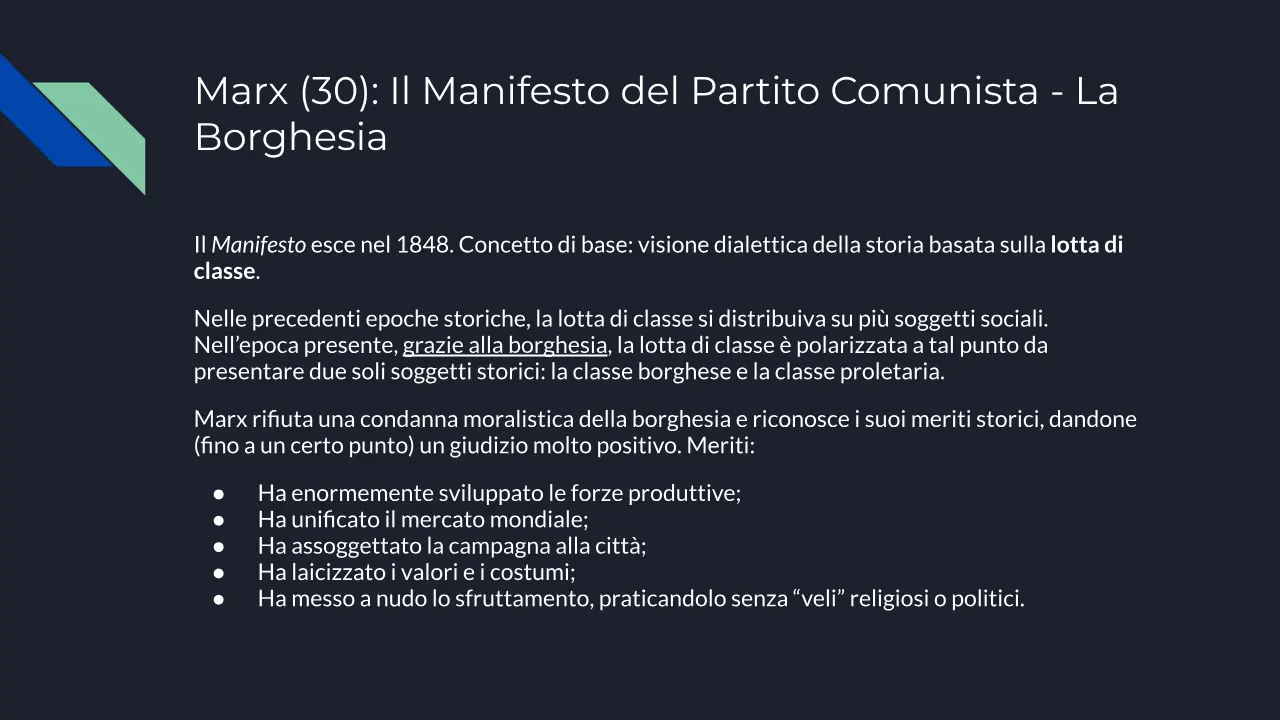 Marx (30): Il Manifesto del Partito Comunista - La
Borghesia
Il Manifesto esce nel 1848. Concetto di base: visione dialettica della storia basata sulla lotta di
classe.
Nelle precedenti epoche storiche, la lotta di classe si distribuiva su più soggetti sociali.
Nell’epoca presente, grazie alla borghesia, la lotta di classe è polarizzata a tal punto da
presentare due soli soggetti storici: la classe borghese e la classe proletaria.
Marx rifiuta una condanna moralistica della borghesia e riconosce i suoi meriti storici, dandone
(fino a un certo punto) un giudizio molto positivo. Meriti:
● Ha enormemente sviluppato le forze produttive;
● Ha unificato il mercato mondiale;
● Ha assoggettato la campagna alla città;
● Ha laicizzato i valori e i costumi;
● Ha messo a nudo lo sfruttamento, praticandolo senza “veli” religiosi o politici.